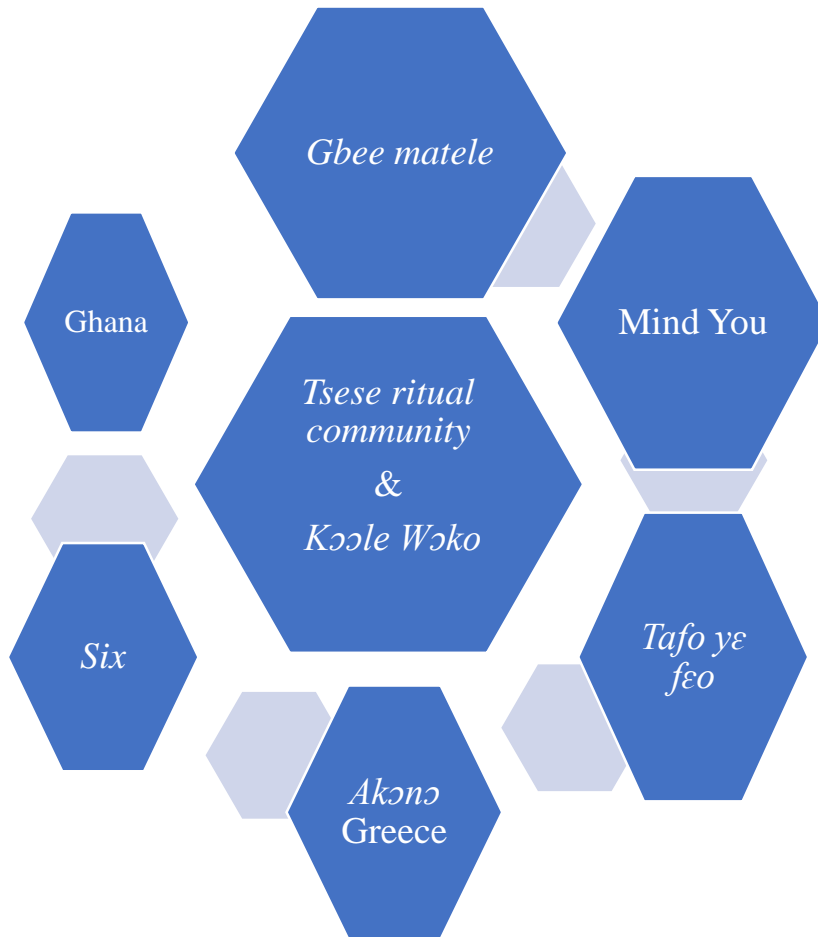 Gbee matele
Ghana
Mind You
Tsese ritual
community
&
Kɔɔle Wɔko
Six
Tafo yɛ
fɛo
Akɔnɔ
Greece